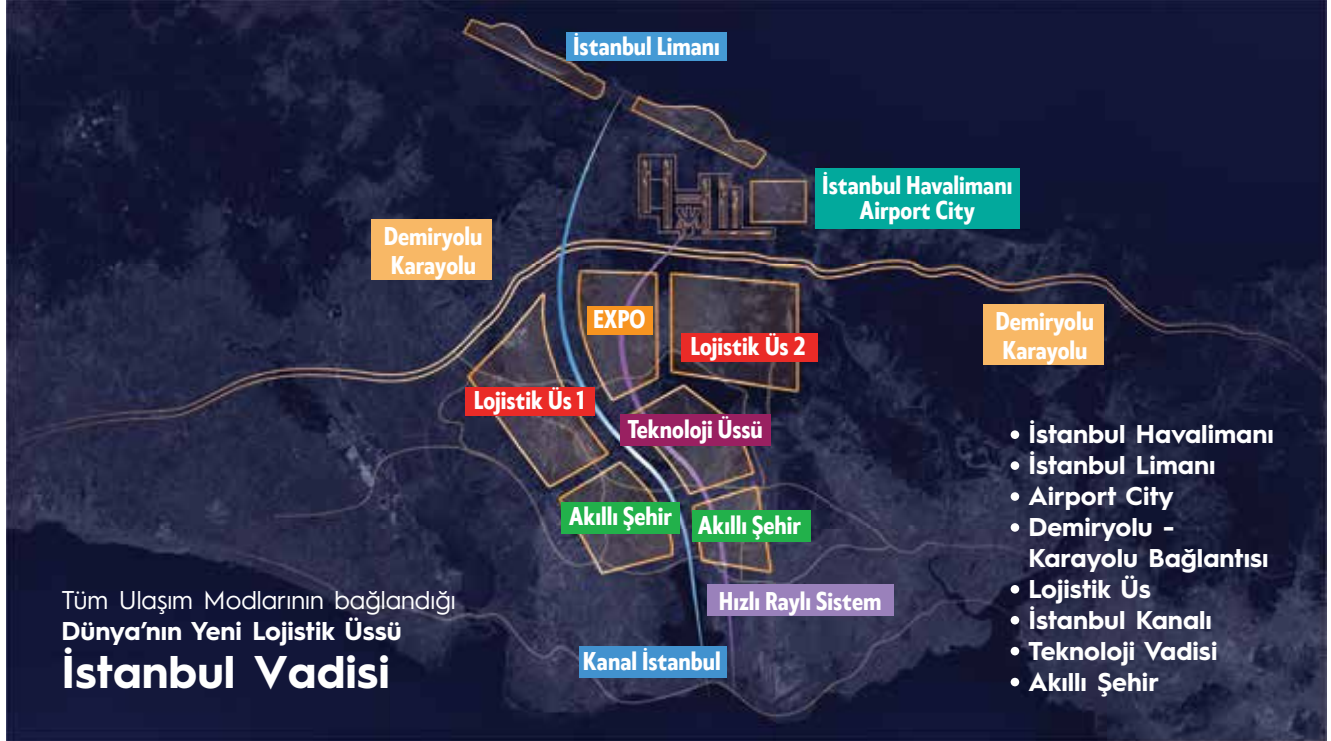 İstanbul Limanı
İstanbul Havalimanı
Airport City
Demiryolu
Karayolu
EXPO
Lojistik Üs 2
Demiryolu
Karayolu
Lojistik Üs 1
Teknoloji Üssü
Akıllı Şehir
Akıllı Şehir
Hızlı Raylı Sistem
Kanal İstanbul
Tüm Ulaşım Modlarının bağlandığı
Dünya'nın Yeni Lojistik Üssü
İstanbul Vadisi
• İstanbul Havalimanı
• İstanbul Limanı
• Airport City
• Demiryolu -
Karayolu Bağlantısı
• Lojistik Üs
• İstanbul Kanalı
• Teknoloji Vadisi
• Akıllı Şehir